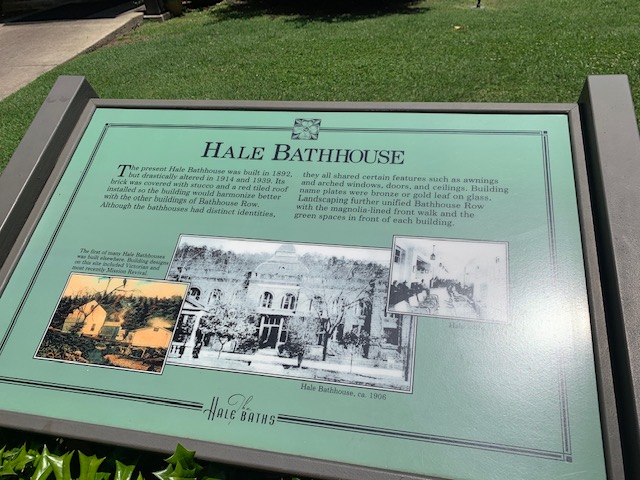 HALE BATHHOUSE
The present Hale Bathhouse was built in 1892,
but drastically altered in 1914 and 1939. Its
brick was covered with stucco and a red tiled roof
installed so the building would harmonize better
with the other buildings of Bathhouse Row.
Although the bathhouses had distinct identities,
they all shared certain features such as awnings
and arched windows, doors, and ceilings. Building
name plates were bronze or gold leaf on glass.
Landscaping further unified Bathhouse Row
with the magnolia-lined front walk and the
green spaces in front of each building.
The first of many Hale Bathhouses
was built elsewhere. Building designs
on this site included Victorian and
most recently Mission Revival.
Hale
Hale Bathhouse, ca. 1906
The
HALE BATHS